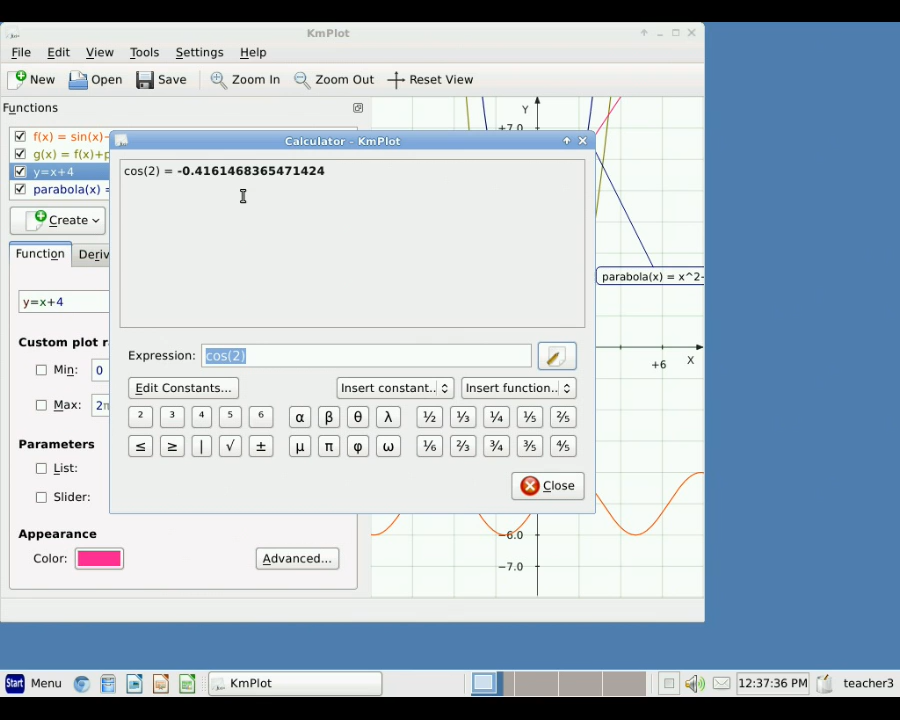 KmPlot
File Edit View Tools Settings Help
New Open Save Zoom In Zoom Out Reset View
Functions
f(x) = sin(x)-
g(x) = f(x)+p
y=x+4
parabola(x) =
Create
Function Deriv
y=x+4
Custom plot ra
Min: 0
Max: 2π
Parameters
List:
Slider:
Appearance
Color: Advanced...
Calculator - KmPlot
cos(2) = -0.4161468365471424
Expression: cos(2)
Edit Constants... Insert constant.. Insert function..
2 3 4 5 6 α β θ λ ½ ⅓ ¼ ⅕ ⅖
≤ ≥ | √ ± μ π φ ω ⅙ ⅔ ¾ ⅗ ⅘
Close
Y
+7.0
parabola(x) = x^2-
+6 X
−6.0
−7.0
Start Menu KmPlot 12:37:36 PM teacher3